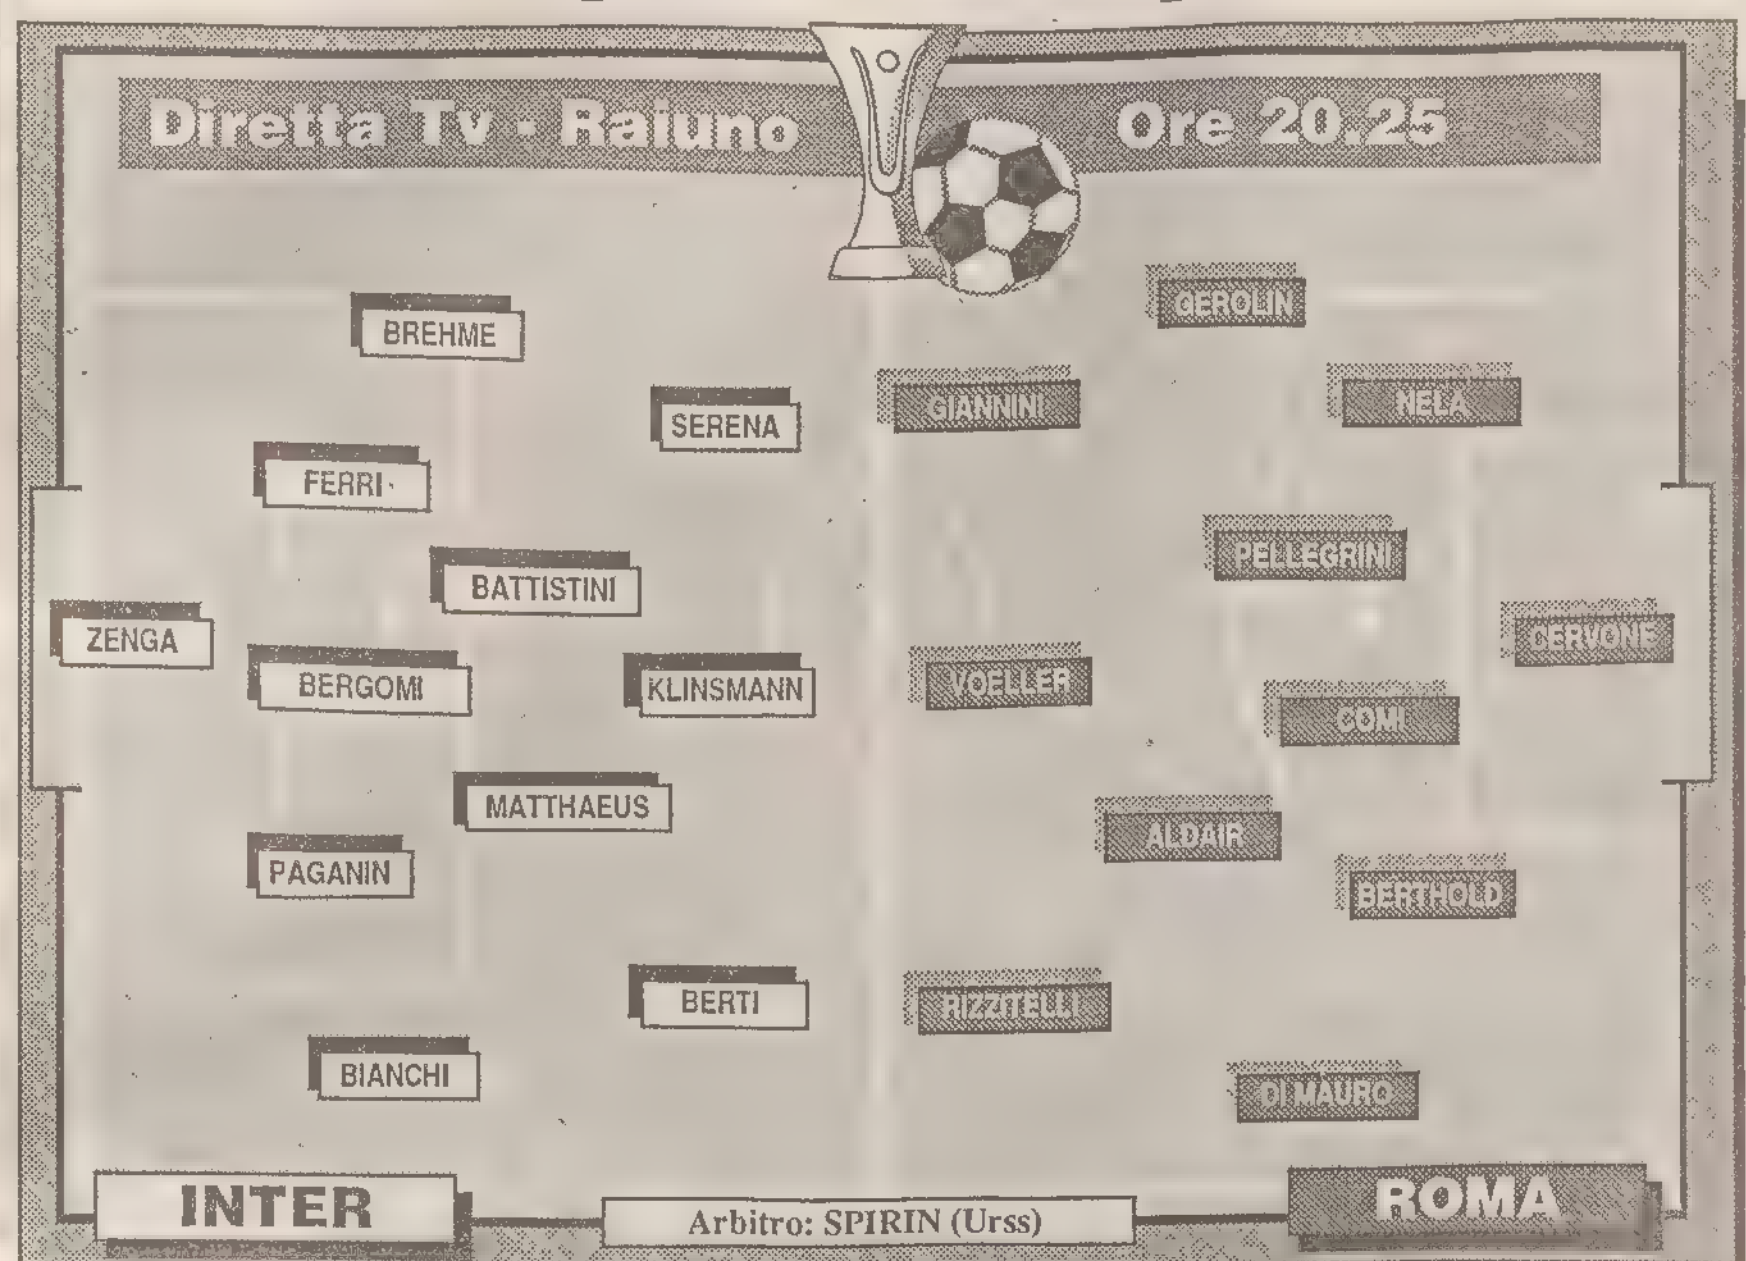 Diretta Tv - Raiuno
Ore 20.25
BREHME
SERENA
FERRI
BATTISTINI
ZENGA
BERGOMI
KLINSMANN
MATTHAEUS
PAGANIN
BERTI
BIANCHI
GEROLIN
GIANNINI
NELA
PELLEGRINI
CERVONE
VOELLER
COMI
ALDAIR
BERTHOLD
RIZZITELLI
DI MAURO
INTER
Arbitro: SPIRIN (Urss)
ROMA